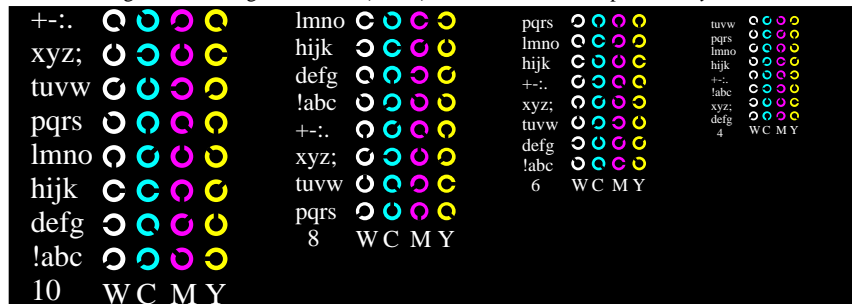 +-:.
xyz;
tuvw
pqrs
lmno
hijk
defg
!abc
10 W C M Y
lmno
hijk
defg
!abc
+-:.
xyz;
tuvw
pqrs
8 W C M Y
pqrs
lmno
hijk
+-:.
xyz;
tuvw
defg
!abc
6 W C M Y
tuvw
pqrs
lmno
hijk
+-:.
!abc
xyz;
defg
4 W C M Y